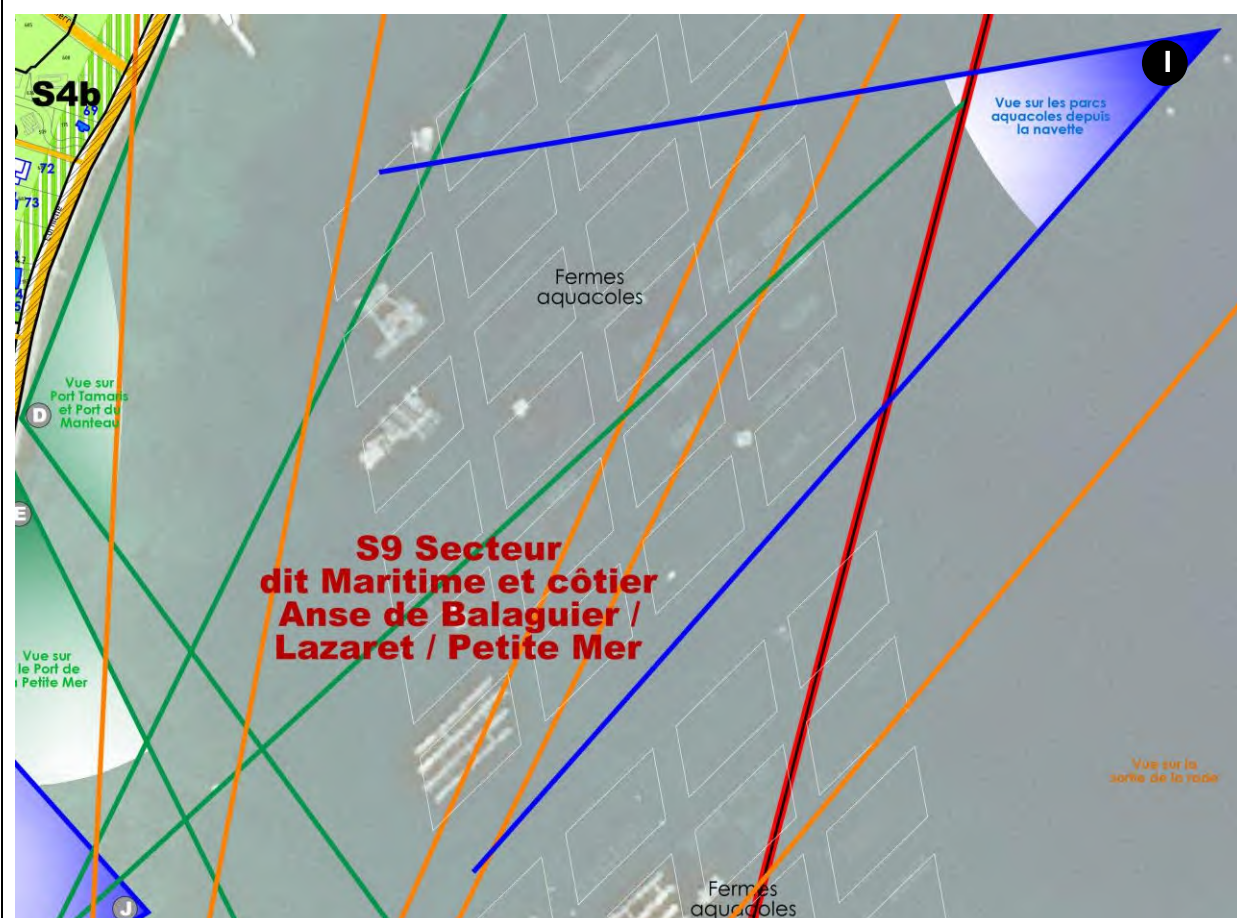 S4b
69
72
73
I
Vue sur les parcs
aquacoles depuis
la navette
Fermes
aquacoles
Vue sur
Port Tamaris
et Port du
Manteau
D
E
S9 Secteur
dit Maritime et côtier
Anse de Balaguier /
Lazaret / Petite Mer
Vue sur
le Port de
Petite Mer
Vue sur la
sortie de la rade
J
Fermes
aquacoles